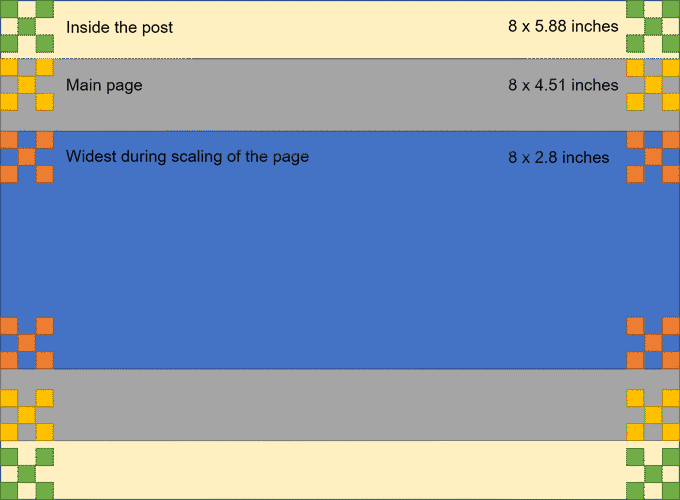 Inside the post 8 x 5.88 inches
Main page 8 x 4.51 inches
Widest during scaling of the page 8 x 2.8 inches